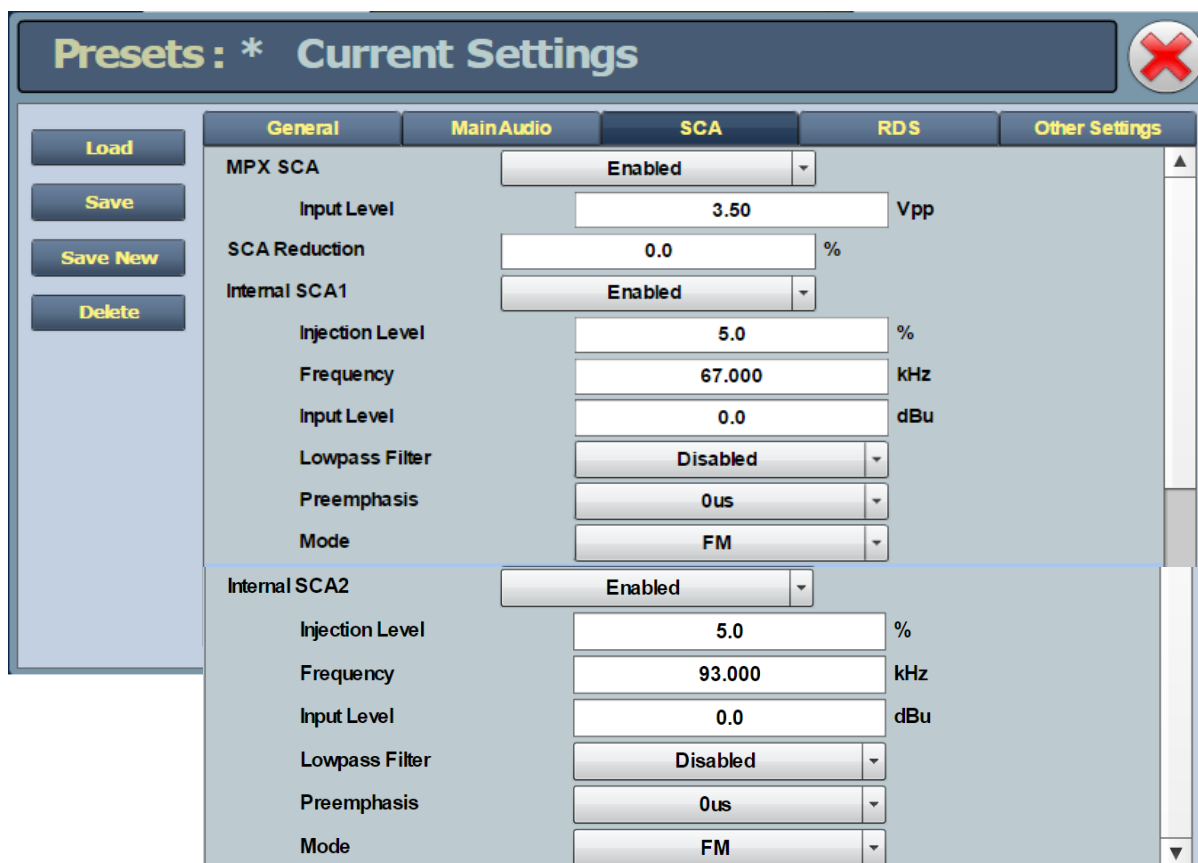 Presets: * Current Settings
Load
Save
Save New
Delete
General Main Audio SCA RDS Other Settings
MPX SCA Enabled
Input Level 3.50 Vpp
SCA Reduction 0.0 %
Internal SCA1 Enabled
Injection Level 5.0 %
Frequency 67.000 kHz
Input Level 0.0 dBu
Lowpass Filter Disabled
Preemphasis 0us
Mode FM
Internal SCA2 Enabled
Injection Level 5.0 %
Frequency 93.000 kHz
Input Level 0.0 dBu
Lowpass Filter Disabled
Preemphasis 0us
Mode FM